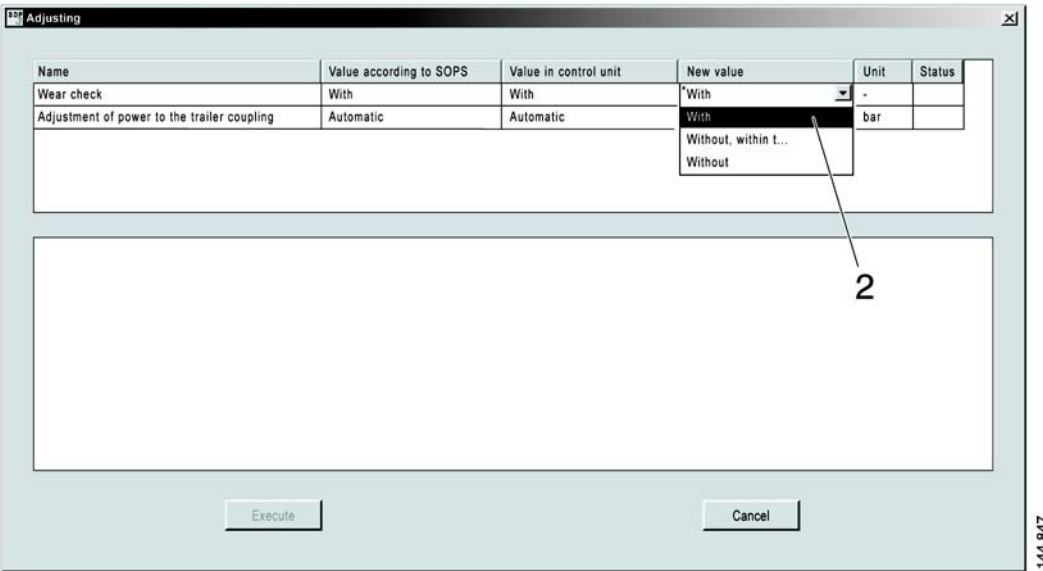 SDP3 Adjusting
Name Value according to SOPS Value in control unit New value Unit Status
Wear check With With *With -
Adjustment of power to the trailer coupling Automatic Automatic With bar
Without, within t...
Without
2
Execute Cancel
144 847